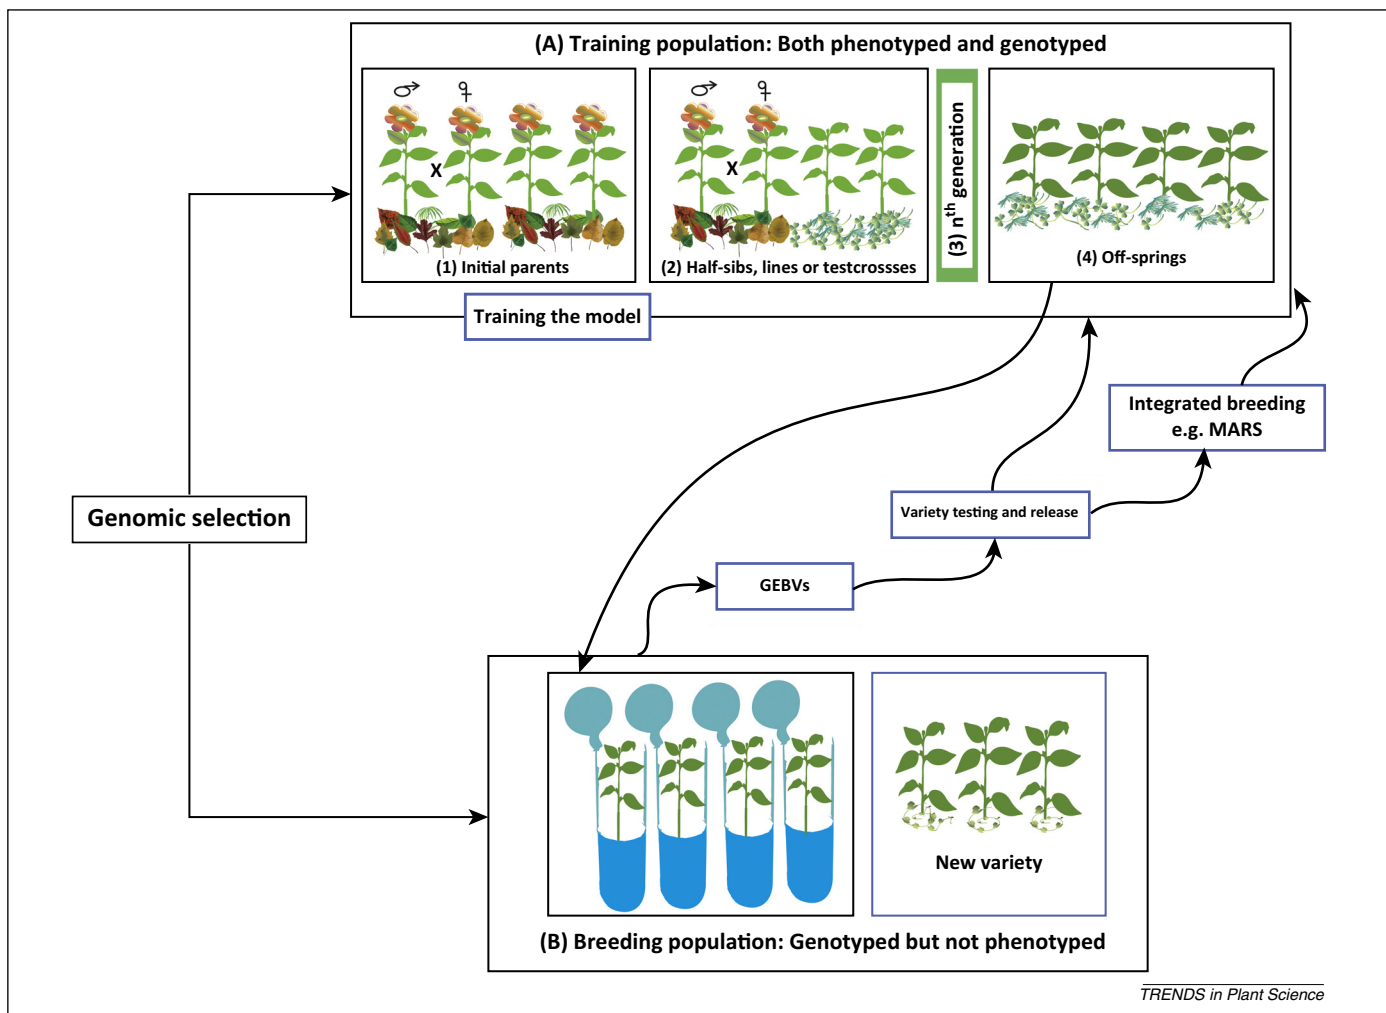 (A) Training population: Both phenotyped and genotyped
♂ ♀
X
(1) Initial parents
♂ ♀
X
(2) Half-sibs, lines or testcrossses
(3) nth generation
(4) Off-springs
Training the model
Integrated breeding
e.g. MARS
Genomic selection
Variety testing and release
GEBVs
New variety
(B) Breeding population: Genotyped but not phenotyped
TRENDS in Plant Science